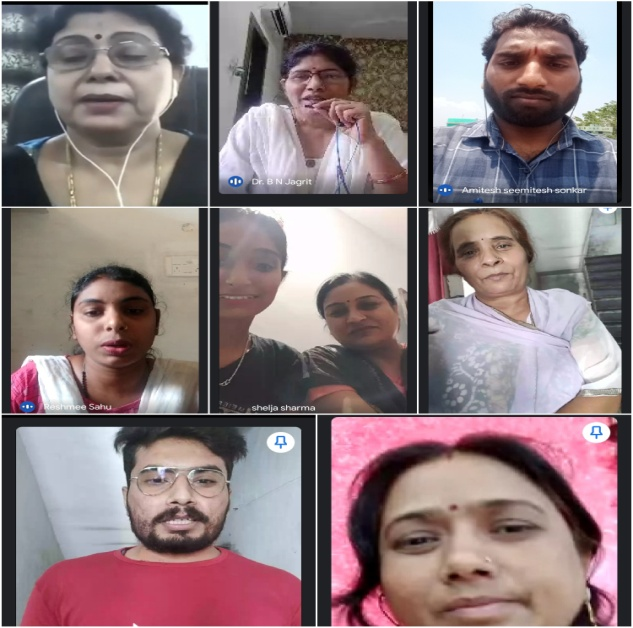 Dr. B N Jagrit
Amitesh seemitesh sonkar
Reshmee Sahu
shelja sharma